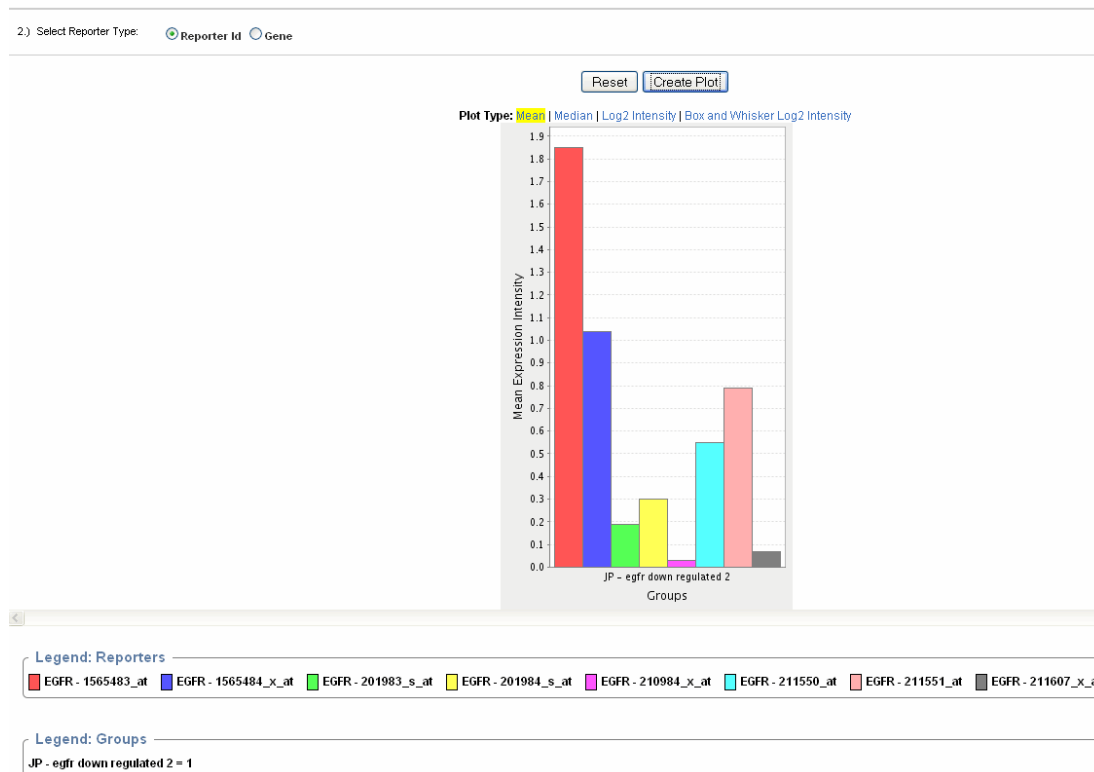 2.) Select Reporter Type: Reporter Id Gene
Reset Create Plot
Plot Type: Mean | Median | Log2 Intensity | Box and Whisker Log2 Intensity
1.9
1.8
1.7
1.6
1.5
1.4
1.3
1.2
1.1
1.0
0.9
0.8
0.7
0.6
0.5
0.4
0.3
0.2
0.1
0.0
Mean Expression Intensity
JP - egfr down regulated 2
Groups
Legend: Reporters
EGFR - 1565483_at EGFR - 1565484_x_at EGFR - 201983_s_at EGFR - 201984_s_at EGFR - 210984_x_at EGFR - 211550_at EGFR - 211551_at EGFR - 211607_x_a
Legend: Groups
JP - egfr down regulated 2 = 1